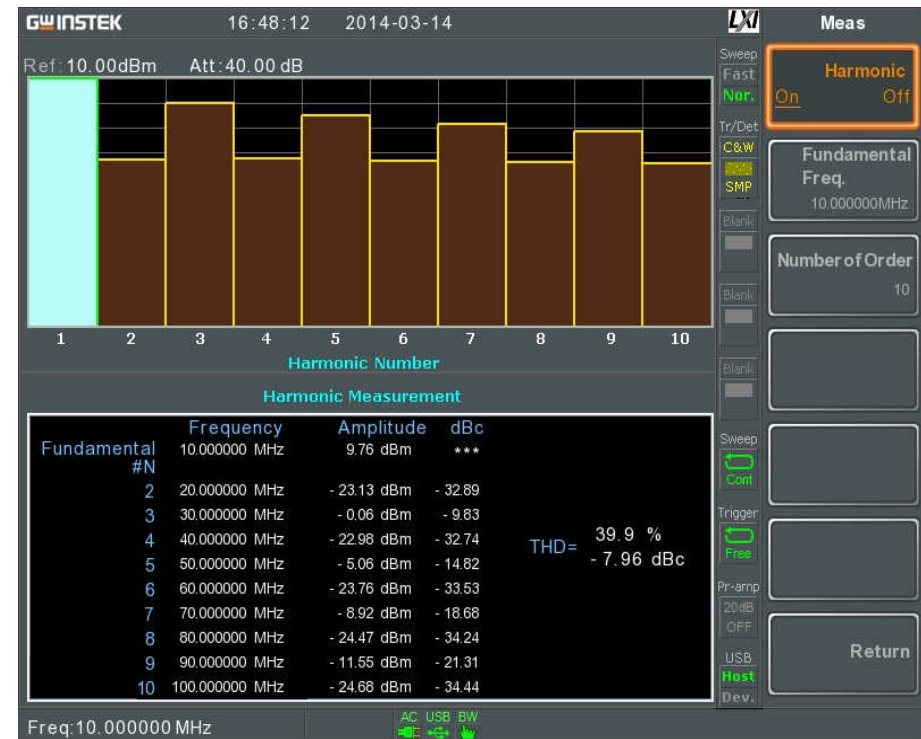 GWINSTEK 16:48:12 2014-03-14 LXI Meas
Ref:10.00dBm Att:40.00 dB
1 2 3 4 5 6 7 8 9 10
Harmonic Number
Harmonic Measurement
Frequency Amplitude dBc
Fundamental 10.000000 MHz 9.76 dBm ***
#N
2 20.000000 MHz -23.13 dBm -32.89
3 30.000000 MHz -0.06 dBm -9.83
4 40.000000 MHz -22.98 dBm -32.74
5 50.000000 MHz -5.06 dBm -14.82
6 60.000000 MHz -23.76 dBm -33.53
7 70.000000 MHz -8.92 dBm -18.68
8 80.000000 MHz -24.47 dBm -34.24
9 90.000000 MHz -11.55 dBm -21.31
10 100.000000 MHz -24.68 dBm -34.44
THD= 39.9 %
-7.96 dBc
Freq:10.000000 MHz
AC USB BW
Sweep
Fast
Nor.
Tr/Det
C&W
SMP
Blank
Blank
Blank
Sweep
Cont
Trigger
Free
Pr-amp
20dB
OFF
USB
Host
Dev.
Harmonic
On Off
Fundamental
Freq.
10.000000MHz
Number of Order
10
Return